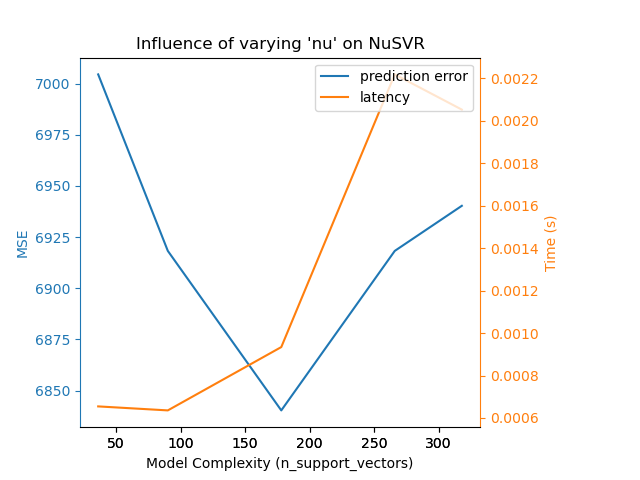 Influence of varying 'nu' on NuSVR
prediction error
latency
7000
6975
6950
6925
6900
6875
6850
MSE
0.0022
0.0020
0.0018
0.0016
0.0014
0.0012
0.0010
0.0008
0.0006
Time (s)
50 100 150 200 250 300
Model Complexity (n_support_vectors)